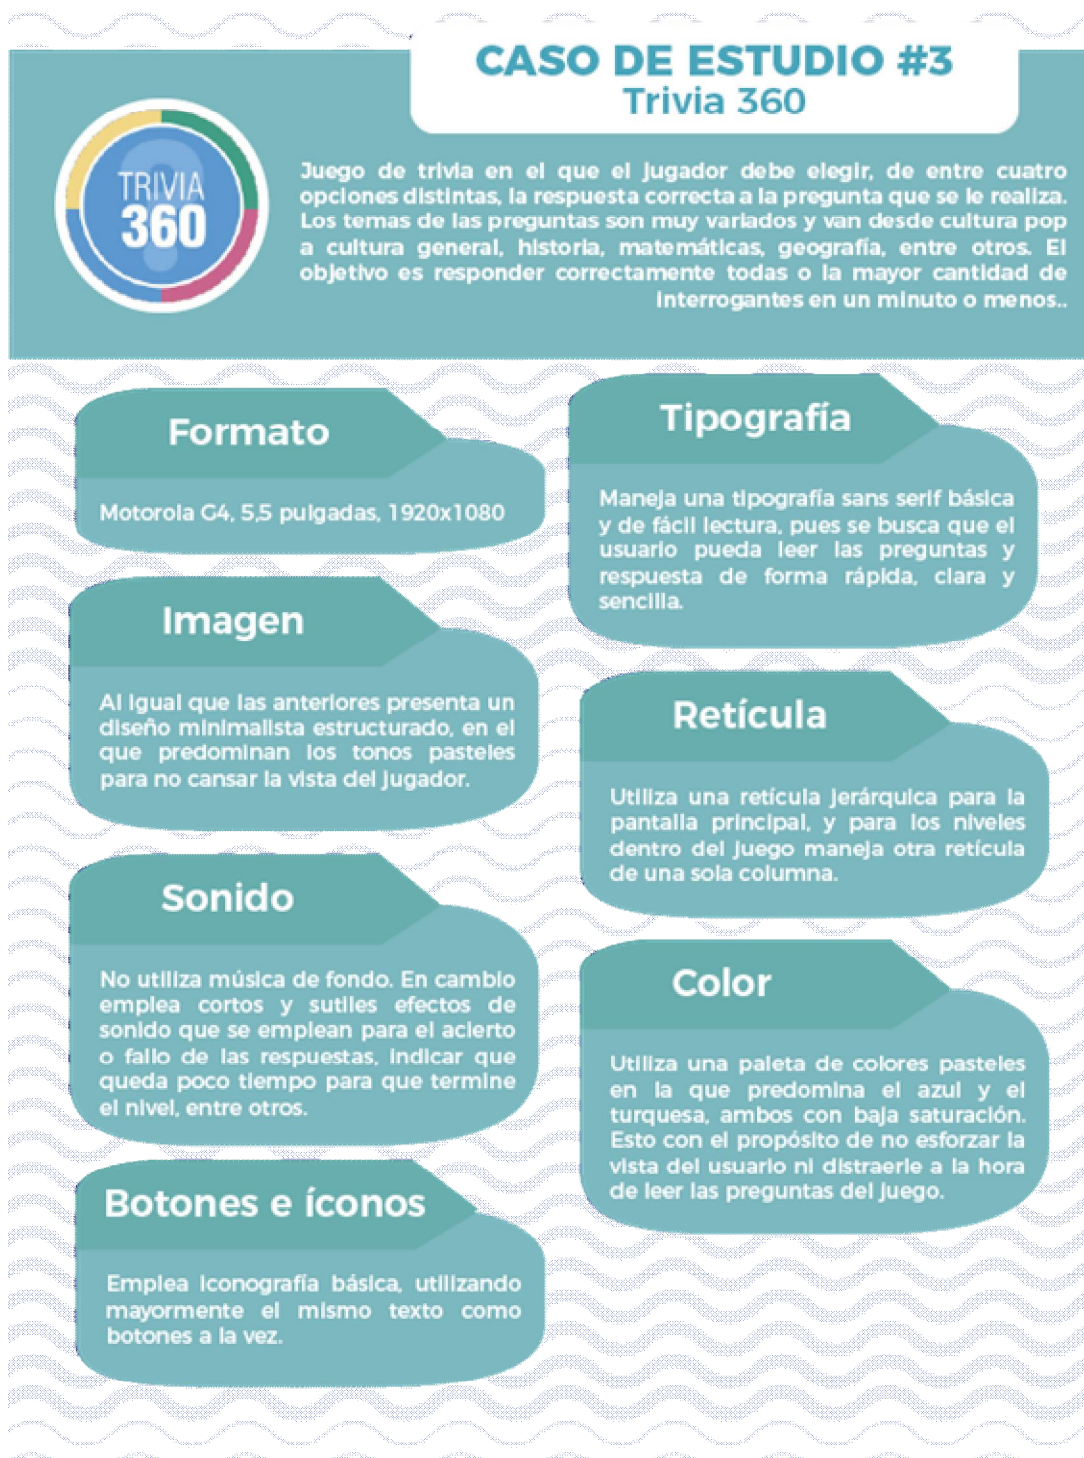 CASO DE ESTUDIO #3
Trivia 360
TRIVIA
360
Juego de trivia en el que el jugador debe elegir, de entre cuatro
opciones distintas, la respuesta correcta a la pregunta que se le realiza.
Los temas de las preguntas son muy variados y van desde cultura pop
a cultura general, historia, matemáticas, geografía, entre otros. El
objetivo es responder correctamente todas o la mayor cantidad de
interrogantes en un minuto o menos..
Formato
Motorola G4, 5,5 pulgadas, 1920x1080
Imagen
Al igual que las anteriores presenta un
diseño minimalista estructurado, en el
que predominan los tonos pasteles
para no cansar la vista del jugador.
Sonido
No utiliza música de fondo. En cambio
emplea cortos y sutiles efectos de
sonido que se emplean para el acierto
o fallo de las respuestas, indicar que
queda poco tiempo para que termine
el nivel, entre otros.
Botones e íconos
Emplea iconografía básica, utilizando
mayormente el mismo texto como
botones a la vez.
Tipografía
Maneja una tipografía sans serif básica
y de fácil lectura, pues se busca que el
usuario pueda leer las preguntas y
respuesta de forma rápida, clara y
sencilla.
Retícula
Utiliza una retícula jerárquica para la
pantalla principal, y para los niveles
dentro del juego maneja otra retícula
de una sola columna.
Color
Utiliza una paleta de colores pasteles
en la que predomina el azul y el
turquesa, ambos con baja saturación.
Esto con el propósito de no esforzar la
vista del usuario ni distraerle a la hora
de leer las preguntas del juego.